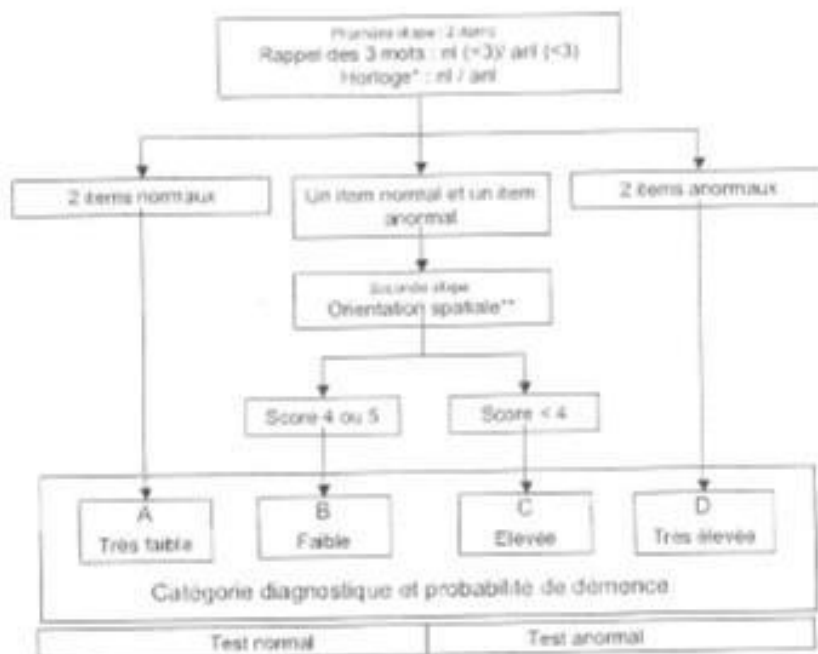 Première étape : 2 items
Rappel des 3 mots : nl (=3)/ anl (<3)
Horloge* : nl / anl
2 items normaux
Un item normal et un item
anormal
2 items anormaux
Seconde étape
Orientation spatiale**
Score 4 ou 5
Score < 4
A
Très faible
B
Faible
C
Elevée
D
Très élevée
Catégorie diagnostique et probabilité de démence
Test normal
Test anormal